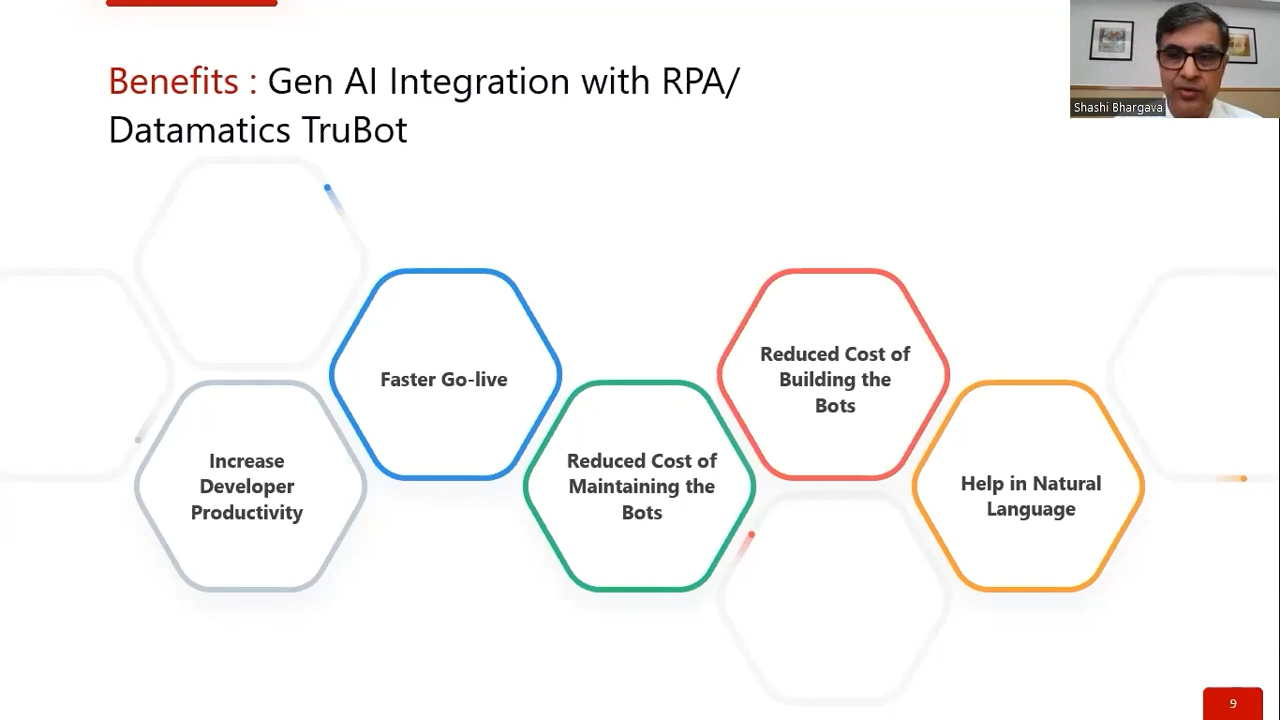 Benefits : Gen AI Integration with RPA/
Datamatics TruBot
Shashi Bhargava
Increase
Developer
Productivity
Faster Go-live
Reduced Cost of
Maintaining the
Bots
Reduced Cost of
Building the
Bots
Help in Natural
Language
9